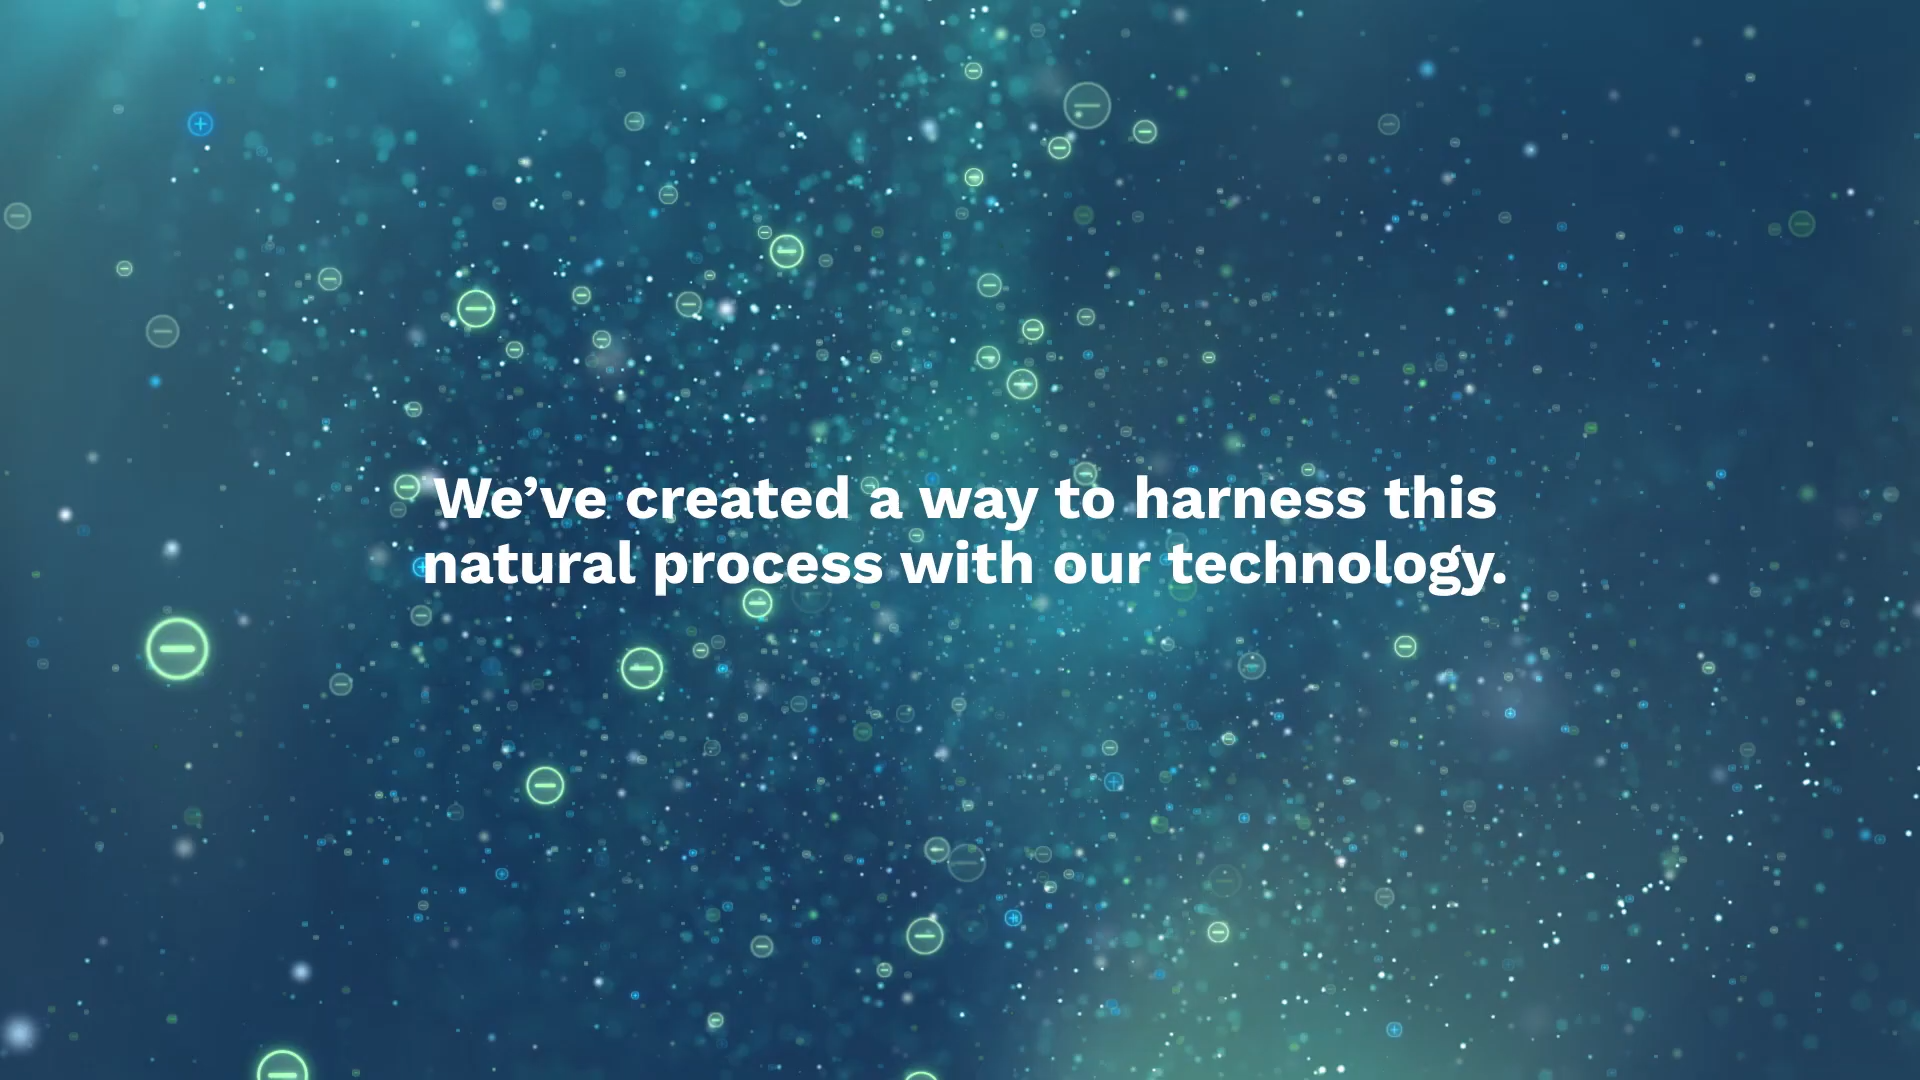 We’ve created a way to harness this
natural process with our technology.